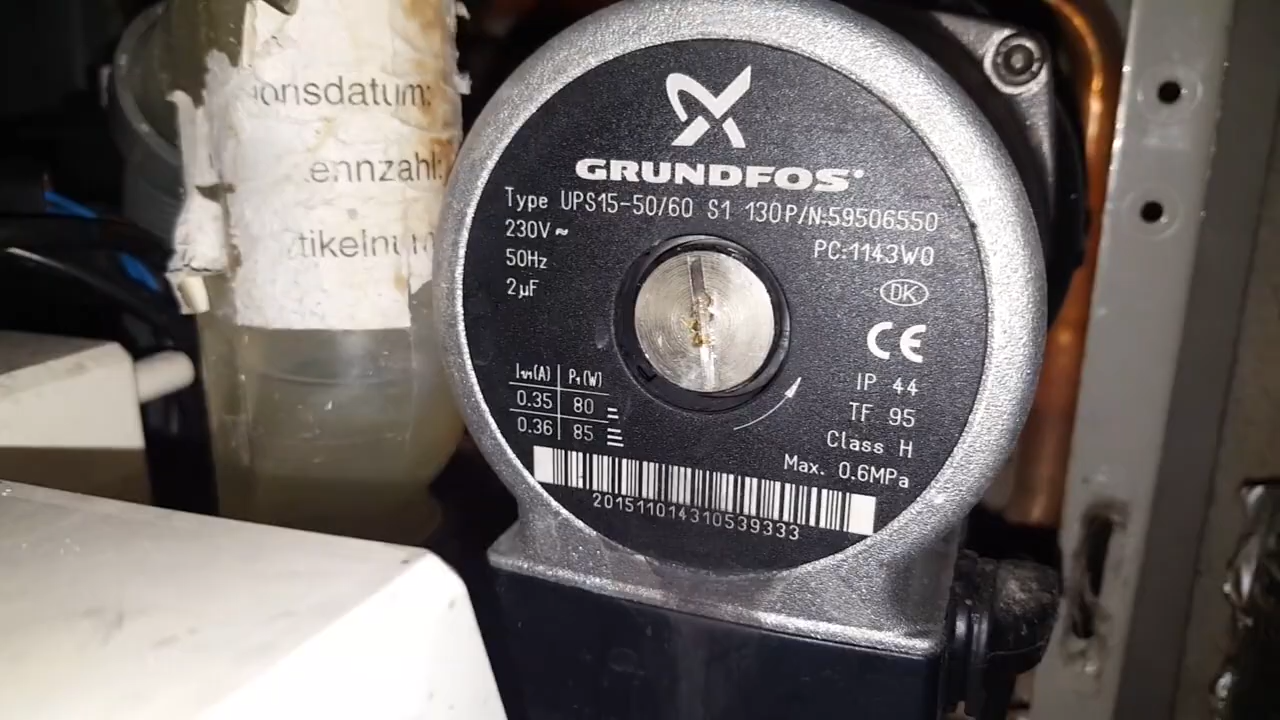 onsdatum:
ennzahl:
GRUNDFOS
Type UPS15-50/60 S1 130 P/N:59506550
230V ~ PC:1143W0
50Hz
2µF DK
CE
I₁/₁(A) P₁(W) IP 44
0.35 80 TF 95
0.36 85 Class H
Max. 0.6MPa
201511014310539333